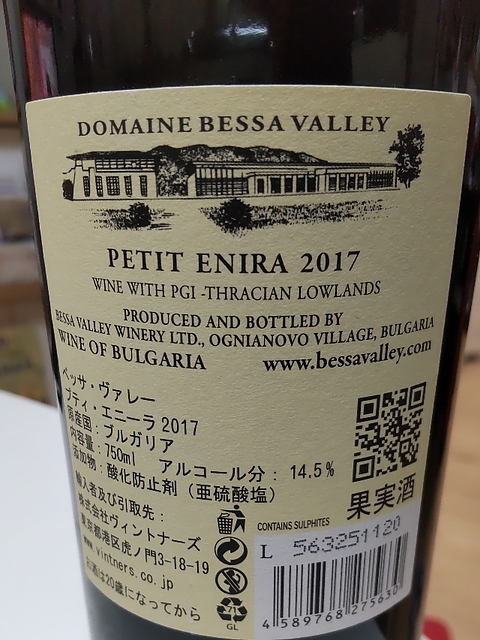 DOMAINE BESSA VALLEY
PETIT ENIRA 2017
WINE WITH PGI -THRACIAN LOWLANDS
PRODUCED AND BOTTLED BY
BESSA VALLEY WINERY LTD., OGNIANOVO VILLAGE, BULGARIA
WINE OF BULGARIA www.bessavalley.com
ベッサ・ヴァレー
プティ・エニーラ 2017
原産国：ブルガリア
内容量：750ml アルコール分：14.5%
添加物：酸化防止剤（亜硫酸塩）
輸入者及び引取先：
株式会社ヴィントナーズ
東京都港区虎ノ門3-18-19
www.vintners.co.jp
お酒は20歳になってから
果実酒
CONTAINS SULPHITES
L 563251120
71
GL
4 589768 275630